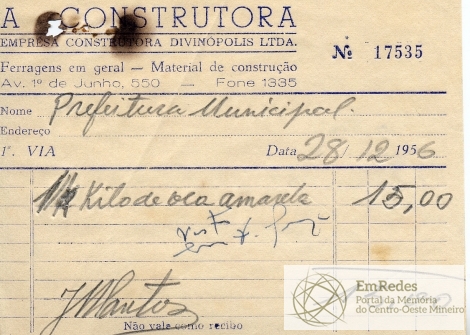 A CONSTRUTORA
EMPRESA CONSTRUTORA DIVINÓPOLIS LTDA.
Nº 17535
Ferragens em geral - Material de construção
Av. 1º de Junho, 550 - Fone 1335
Nome Prefeitura Municipal.
Endereço
1ª. VIA Data 28 12 1956
1/2 Kilo de oca amarela 15,00
Não vale como recibo
EmRedes
Portal da Memória
do Centro-Oeste Mineiro